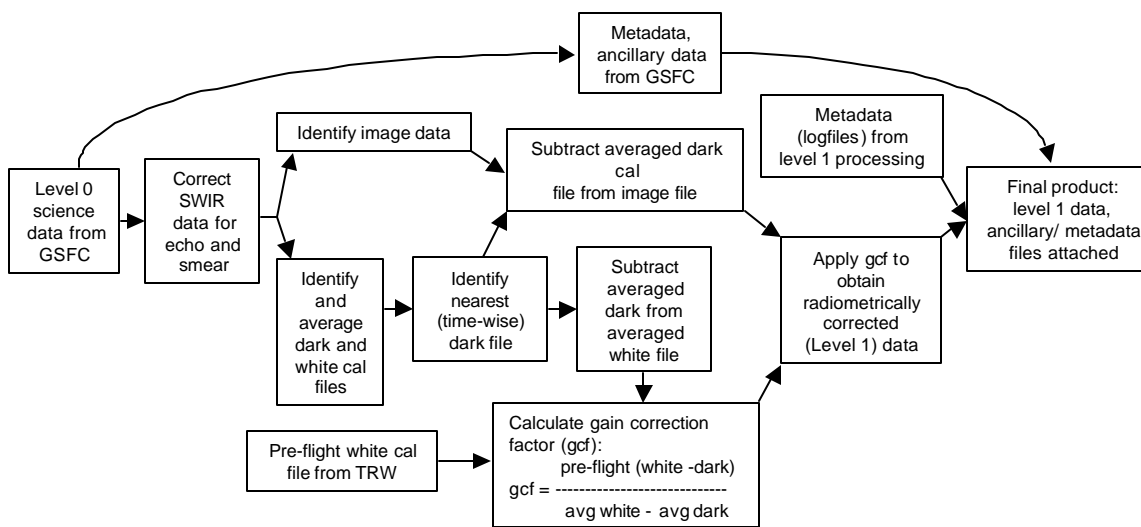 Metadata,
ancillary data
from GSFC
Metadata
(logfiles) from
level 1 processing
Identify image data
Subtract averaged dark
cal
file from image file
Level 0
science
data from
GSFC
Correct
SWIR
data for
echo and
smear
Final product:
level 1 data,
ancillary/ metadata
files attached
Identify
and
average
dark and
white cal
files
Identify
nearest
(time-wise)
dark file
Subtract
averaged
dark from
averaged
white file
Apply gcf to
obtain
radiometrically
corrected
(Level 1) data
Pre-flight white cal
file from TRW
Calculate gain correction
factor (gcf):
pre-flight (white -dark)
gcf = -----------------------------
avg white - avg dark